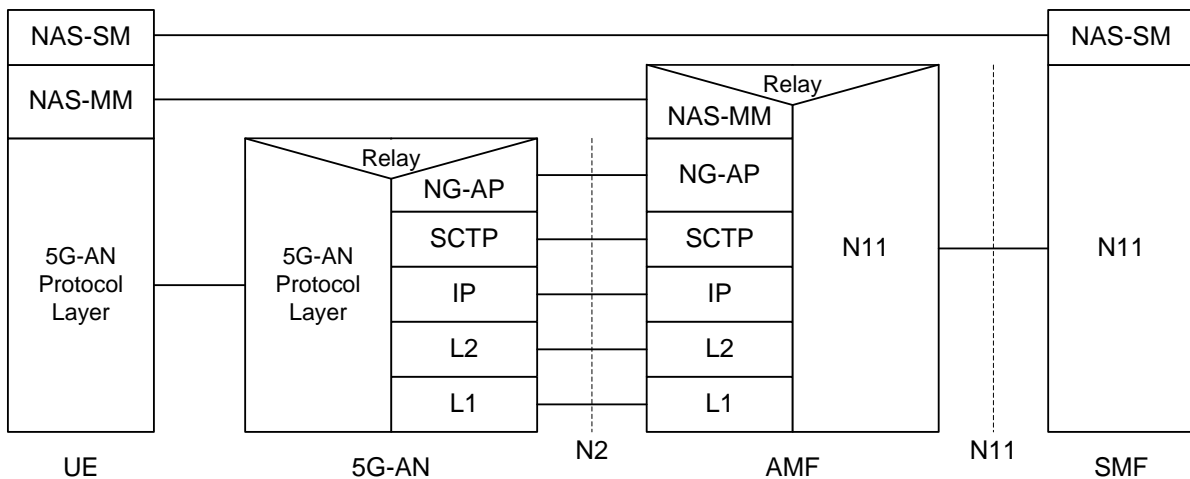 NAS-SM
NAS-SM
NAS-MM
Relay
NAS-MM
Relay
NG-AP
NG-AP
5G-AN
Protocol
Layer
5G-AN
Protocol
Layer
SCTP
SCTP
N11
N11
IP
IP
L2
L2
L1
L1
UE
5G-AN
N2
AMF
N11
SMF